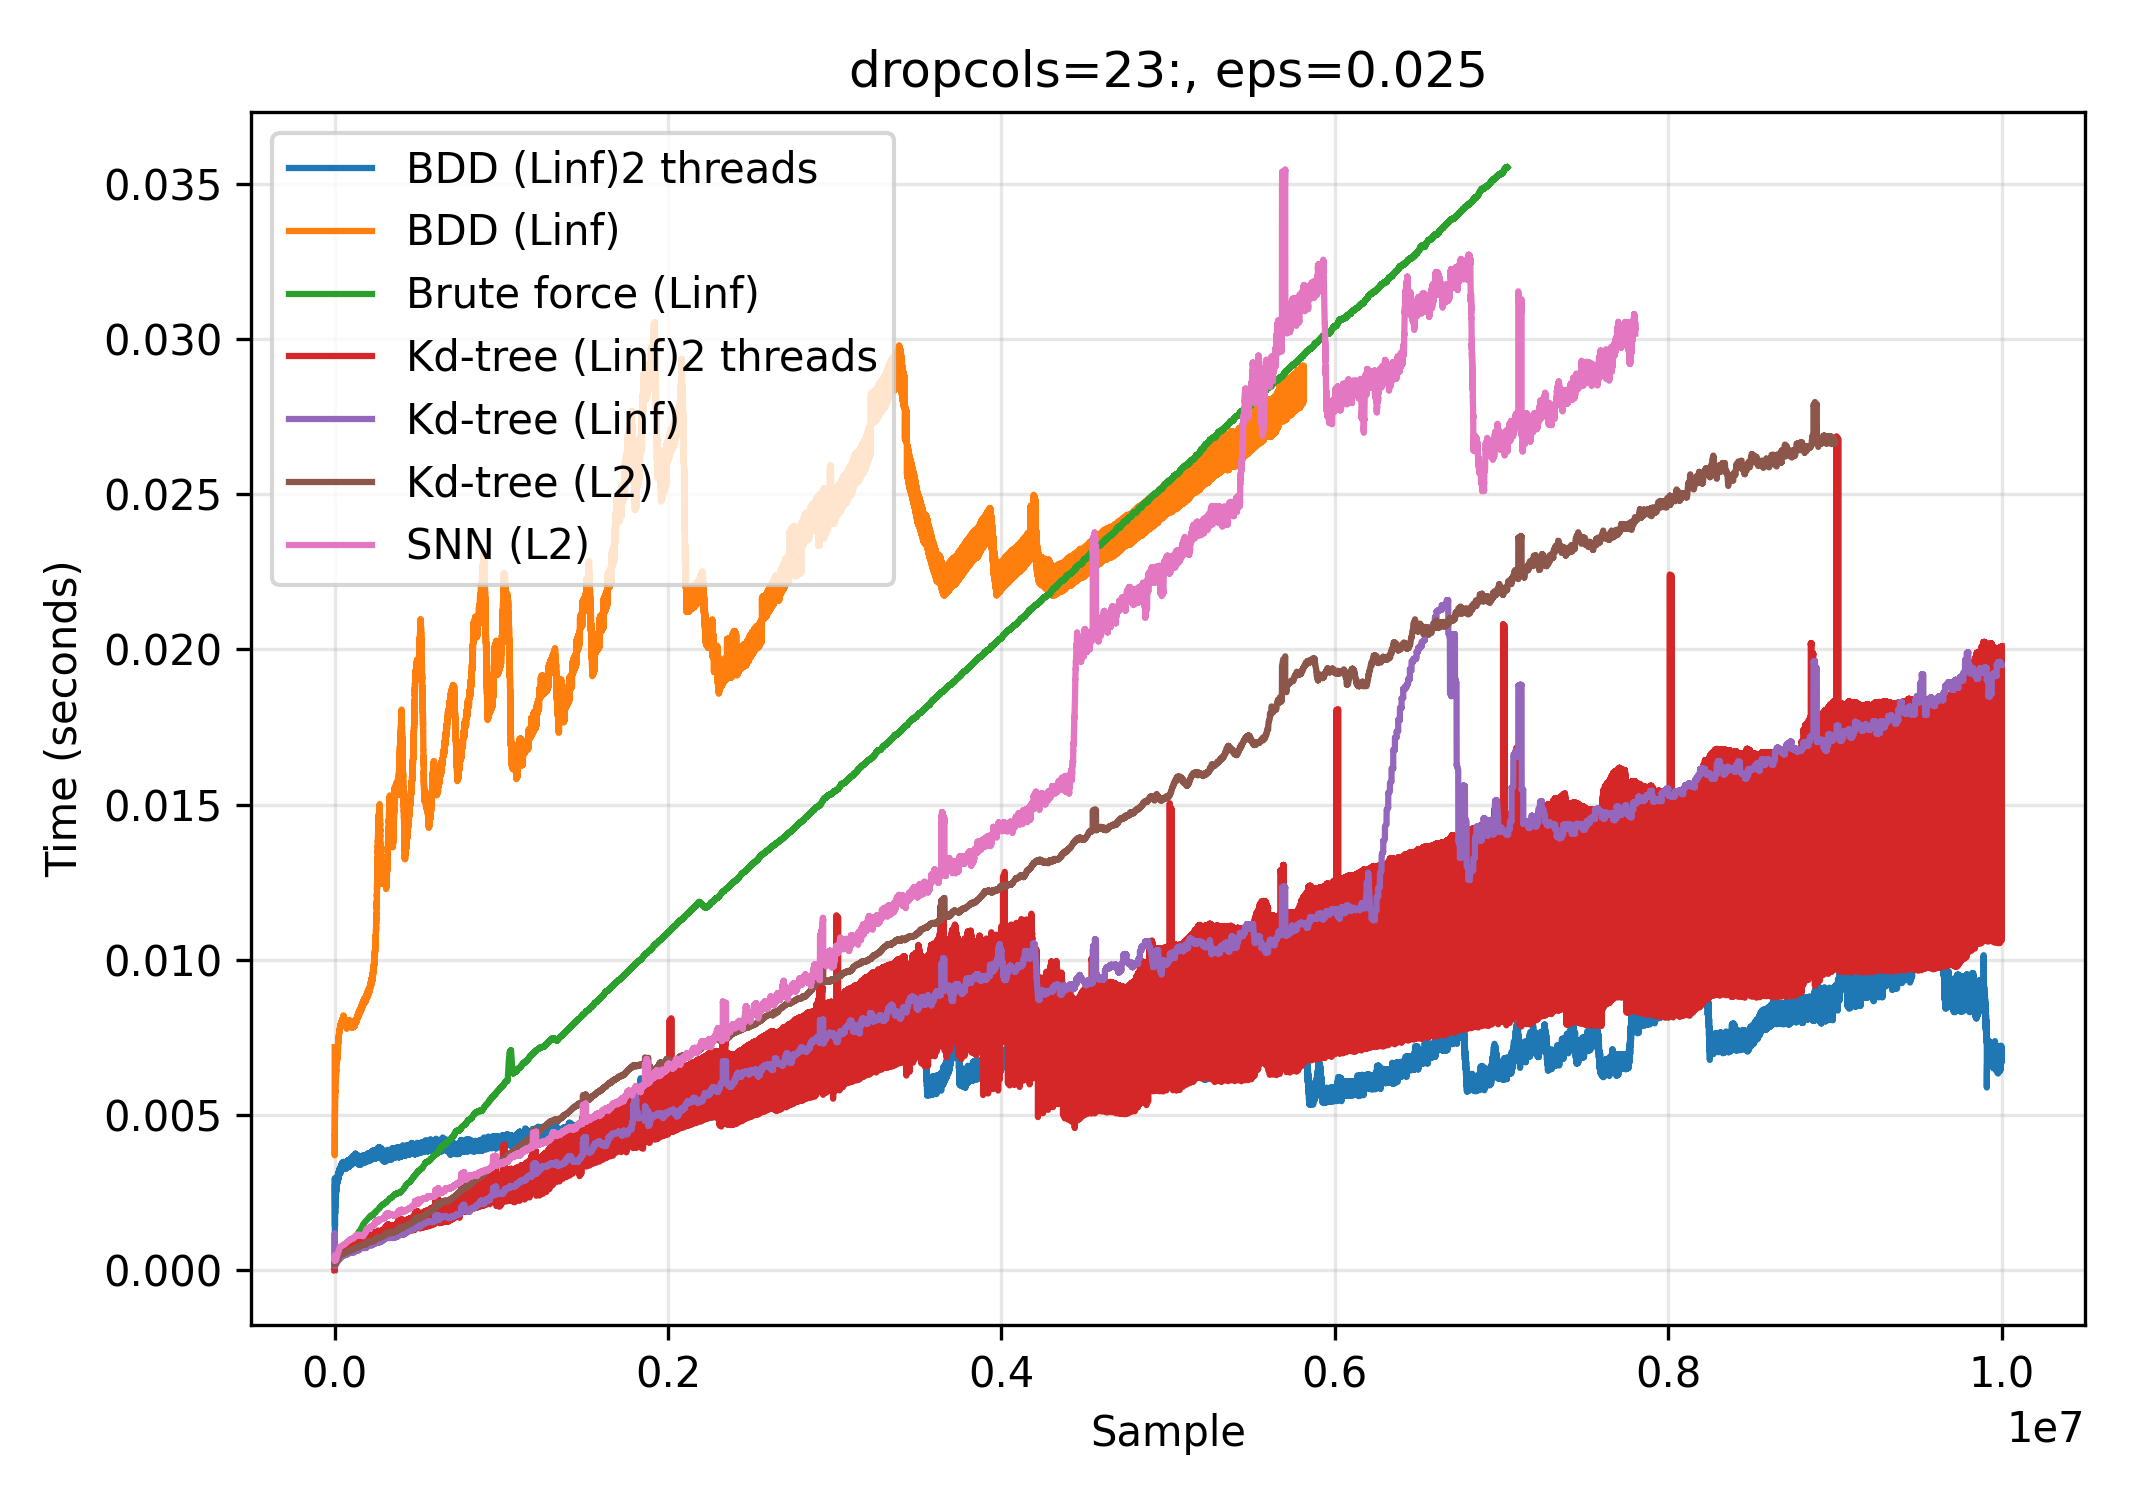 dropcols=23:, eps=0.025
BDD (Linf)2 threads
BDD (Linf)
Brute force (Linf)
Kd-tree (Linf)2 threads
Kd-tree (Linf)
Kd-tree (L2)
SNN (L2)
Time (seconds)
0.035
0.030
0.025
0.020
0.015
0.010
0.005
0.000
0.0 0.2 0.4 0.6 0.8 1.0
1e7
Sample